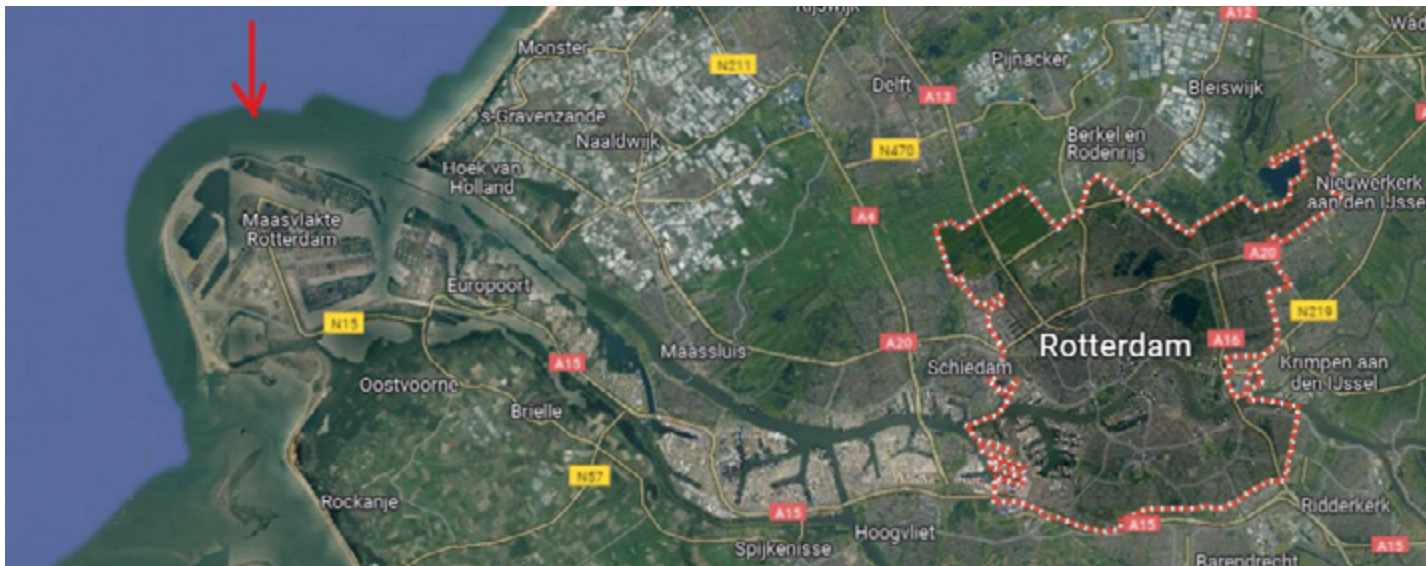 A12
Monster
N211
Pijnacker
Delft
A13
Bleiswijk
s-Gravenzande
Naaldwijk
Berkel en
Rodenrijs
N470
Hoek van
Holland
Nieuwerkerk
aan den IJssel
Maasvlakte
Rotterdam
A4
A20
Europoort
N15
N219
Maassluis
A20
Rotterdam
A16
A15
Schiedam
Krimpen aan
den IJssel
Oostvoorne
Brielle
N57
Rockanje
A15
Hoogvliet
A15
Ridderkerk
Spijkenisse
A15
Barendrecht